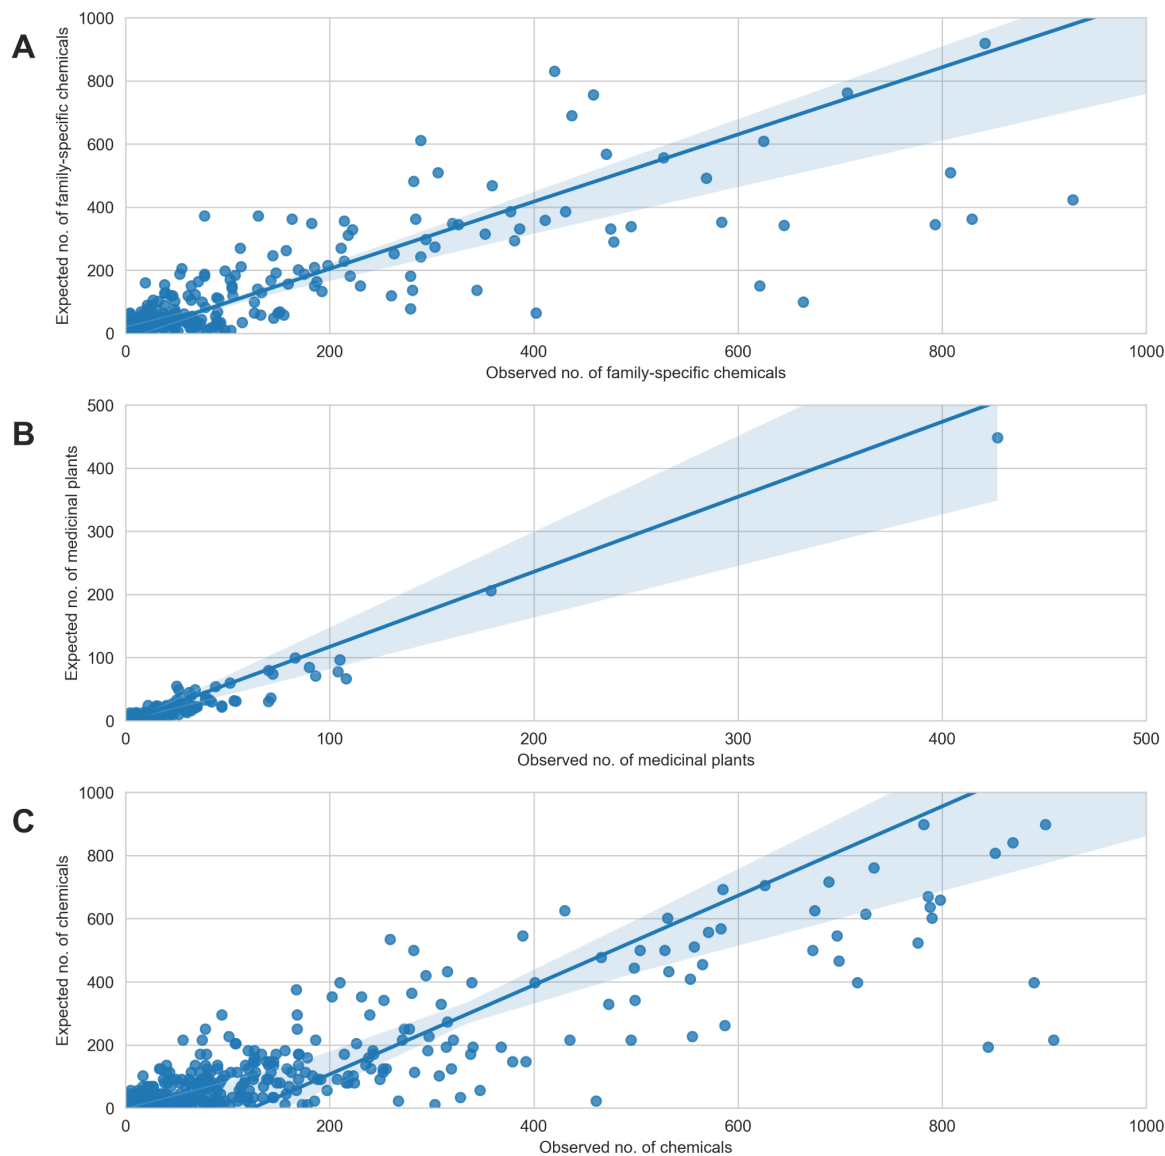 A
Expected no. of family-specific chemicals
1000
800
600
400
200
0
0 200 400 600 800 1000
Observed no. of family-specific chemicals
B
Expected no. of medicinal plants
500
400
300
200
100
0
0 100 200 300 400 500
Observed no. of medicinal plants
C
Expected no. of chemicals
1000
800
600
400
200
0
0 200 400 600 800 1000
Observed no. of chemicals